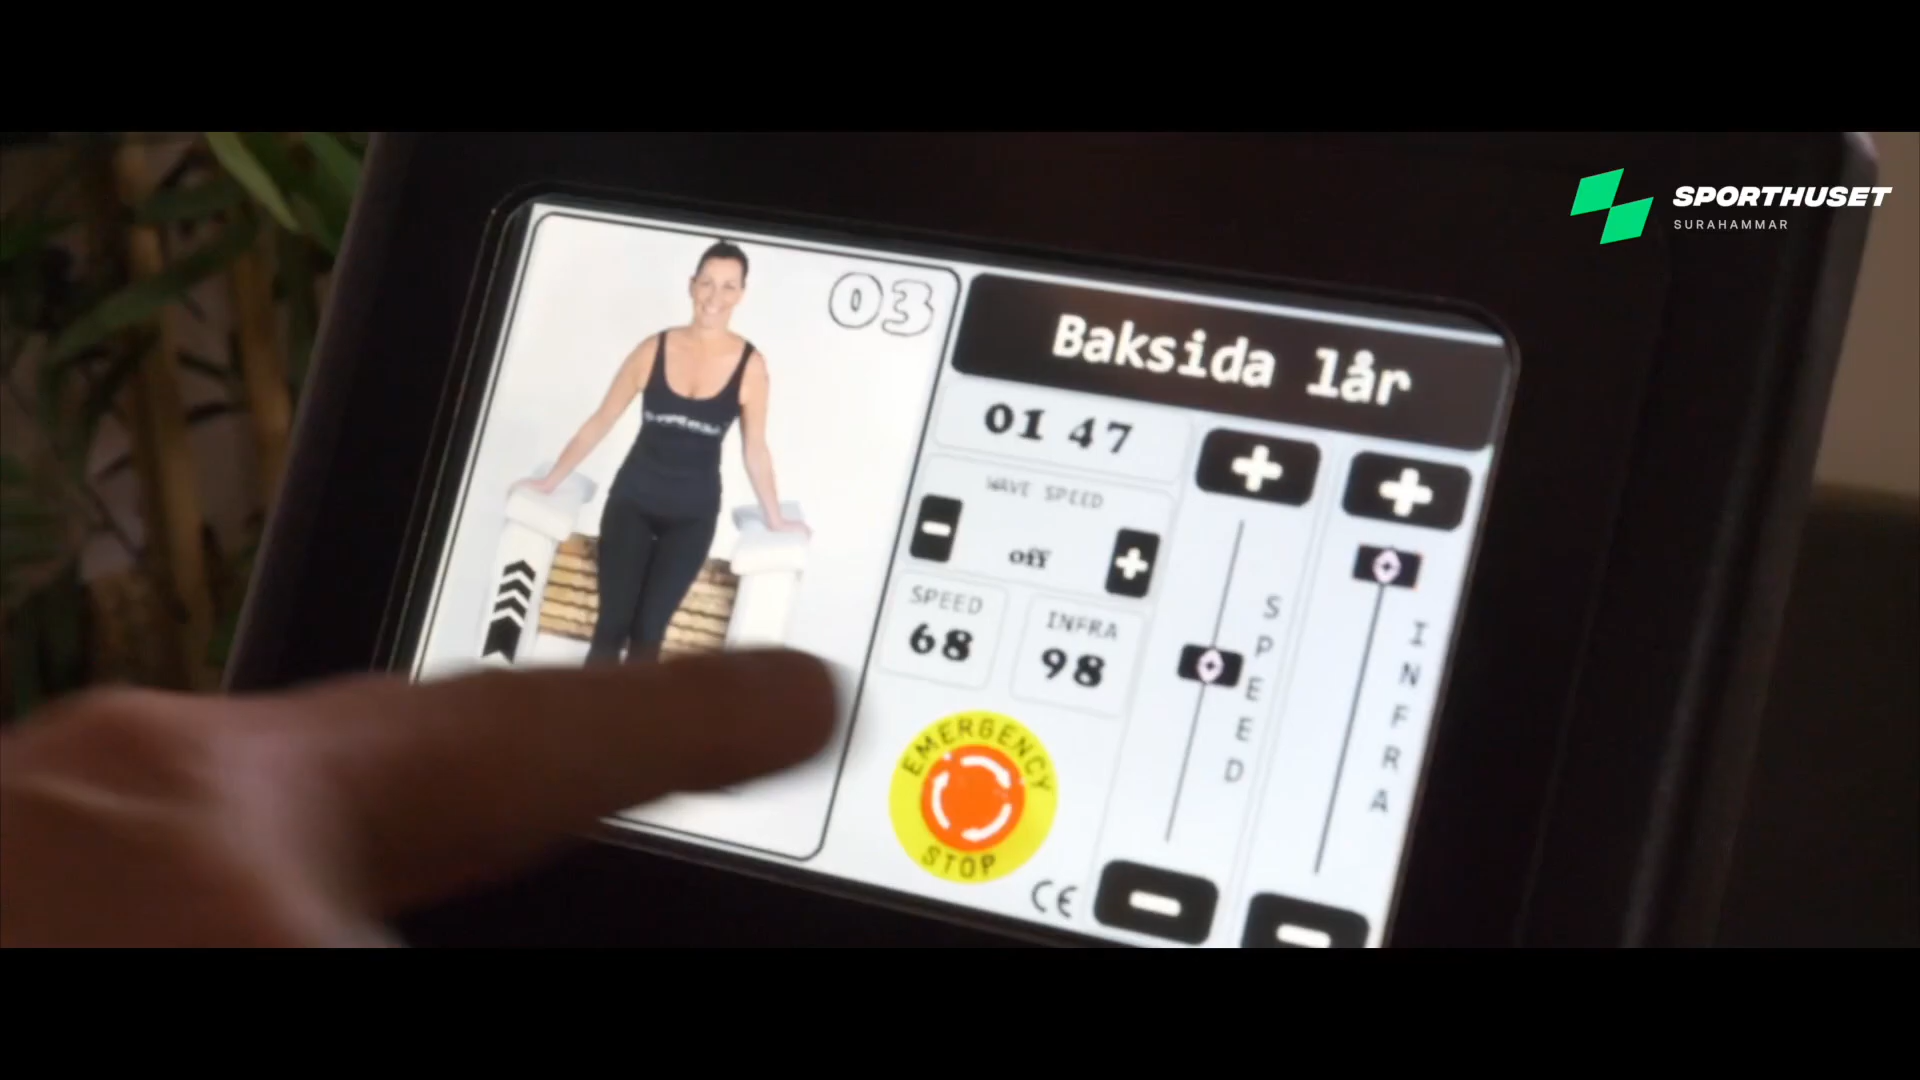 SPORTHUSET
SURAHAMMAR
03
Baksida lår
01 47
WAVE SPEED
off
SPEED
68
INFRA
98
SPEED
INFRA
EMERGENCY
STOP
CE